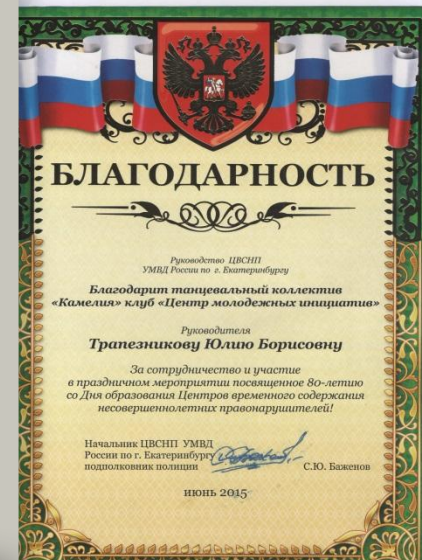 БЛАГОДАРНОСТЬ
Руководство ЦВСНП
УМВД России по г. Екатеринбургу
Благодарит танцевальный коллектив
«Камелия» клуб «Центр молодежных инициатив»
Руководителя
Трапезникову Юлию Борисовну
За сотрудничество и участие
в праздничном мероприятии посвященное 80-летию
со Дня образования Центров временного содержания
несовершеннолетних правонарушителей!
Начальник ЦВСНП УМВД
России по г. Екатеринбургу
подполковник полиции С.Ю. Баженов
июнь 2015